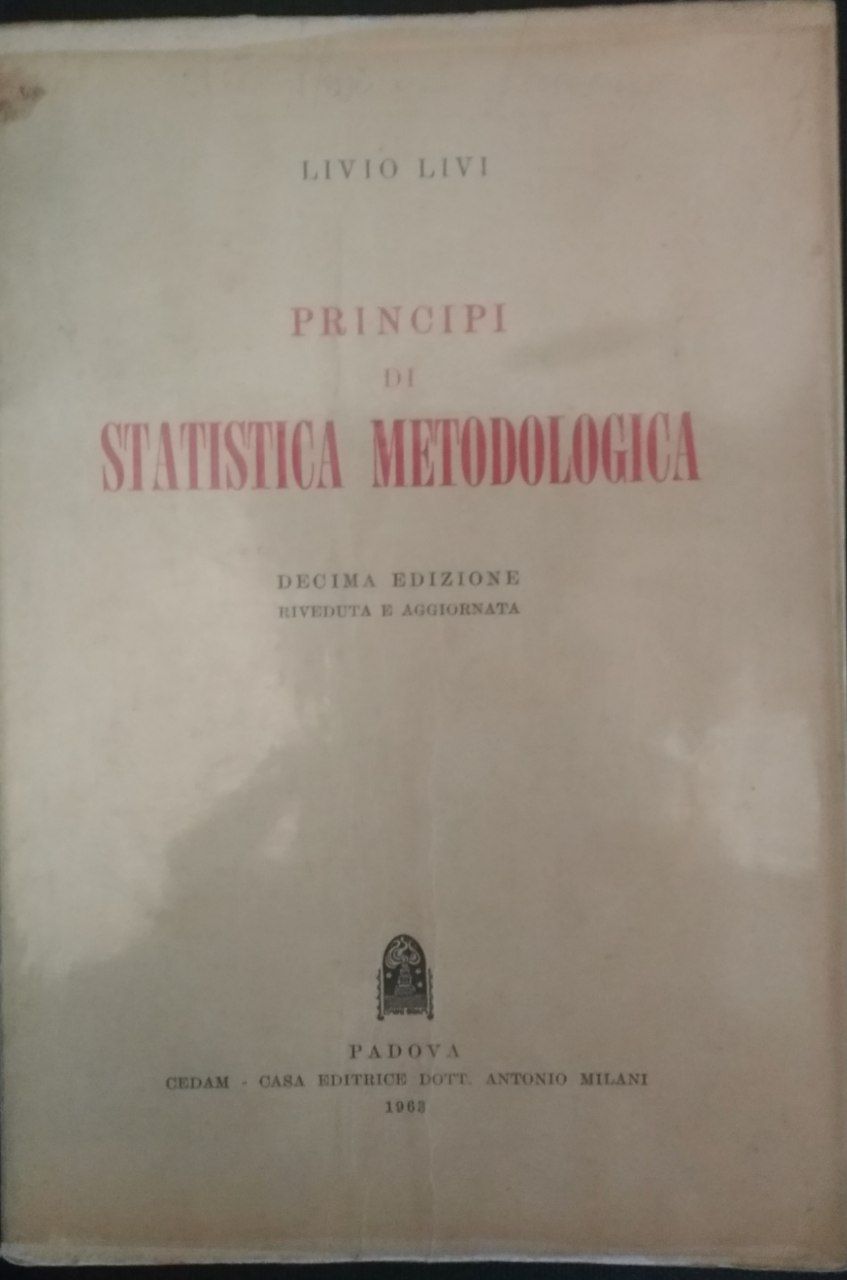 LIVIO LIVI
PRINCIPI
DI
STATISTICA METODOLOGICA
DECIMA EDIZIONE
RIVEDUTA E AGGIORNATA
PADOVA
CEDAM - CASA EDITRICE DOTT. ANTONIO MILANI
1963